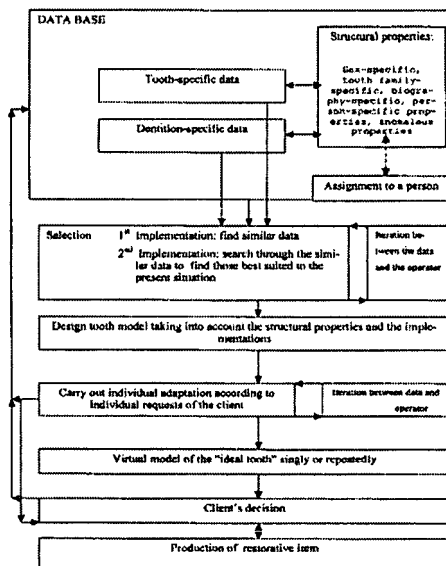 DATA BASE
Structural properties:
Sex-specific,
tooth family-
specific, biogra-
phy-specific, per-
son-specific prop-
erties, anomalous
properties
Tooth-specific data
Dentition-specific data
Assignment to a person
Selection 1st Implementation: find similar data
2nd Implementation: search through the simi-
lar data to find those best suited to the
present situation
Iteration be-
tween the data
and the operator
Design tooth model taking into account the structural properties and the imple-
mentations
Carry out individual adaptation according to
individual requests of the client
Iteration between data and
operator
Virtual model of the "ideal tooth" singly or repeatedly
Client's decision
Production of restorative item